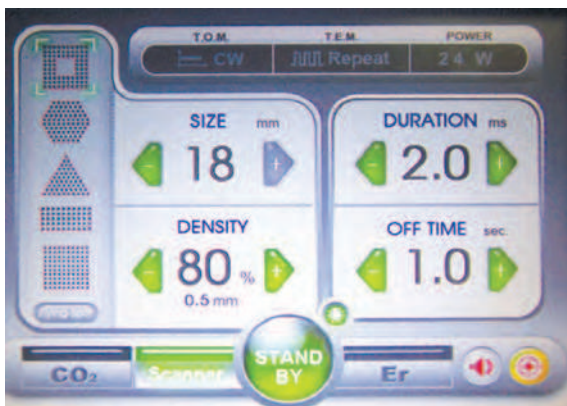 T.O.M. T.E.M. POWER
CW Repeat 24 W
SIZE mm
- 18 +
DURATION ms
- 2.0 +
DENSITY
- 80 % +
0.5 mm
OFF TIME sec.
- 1.0 +
CO₂ Scanner STAND BY Er